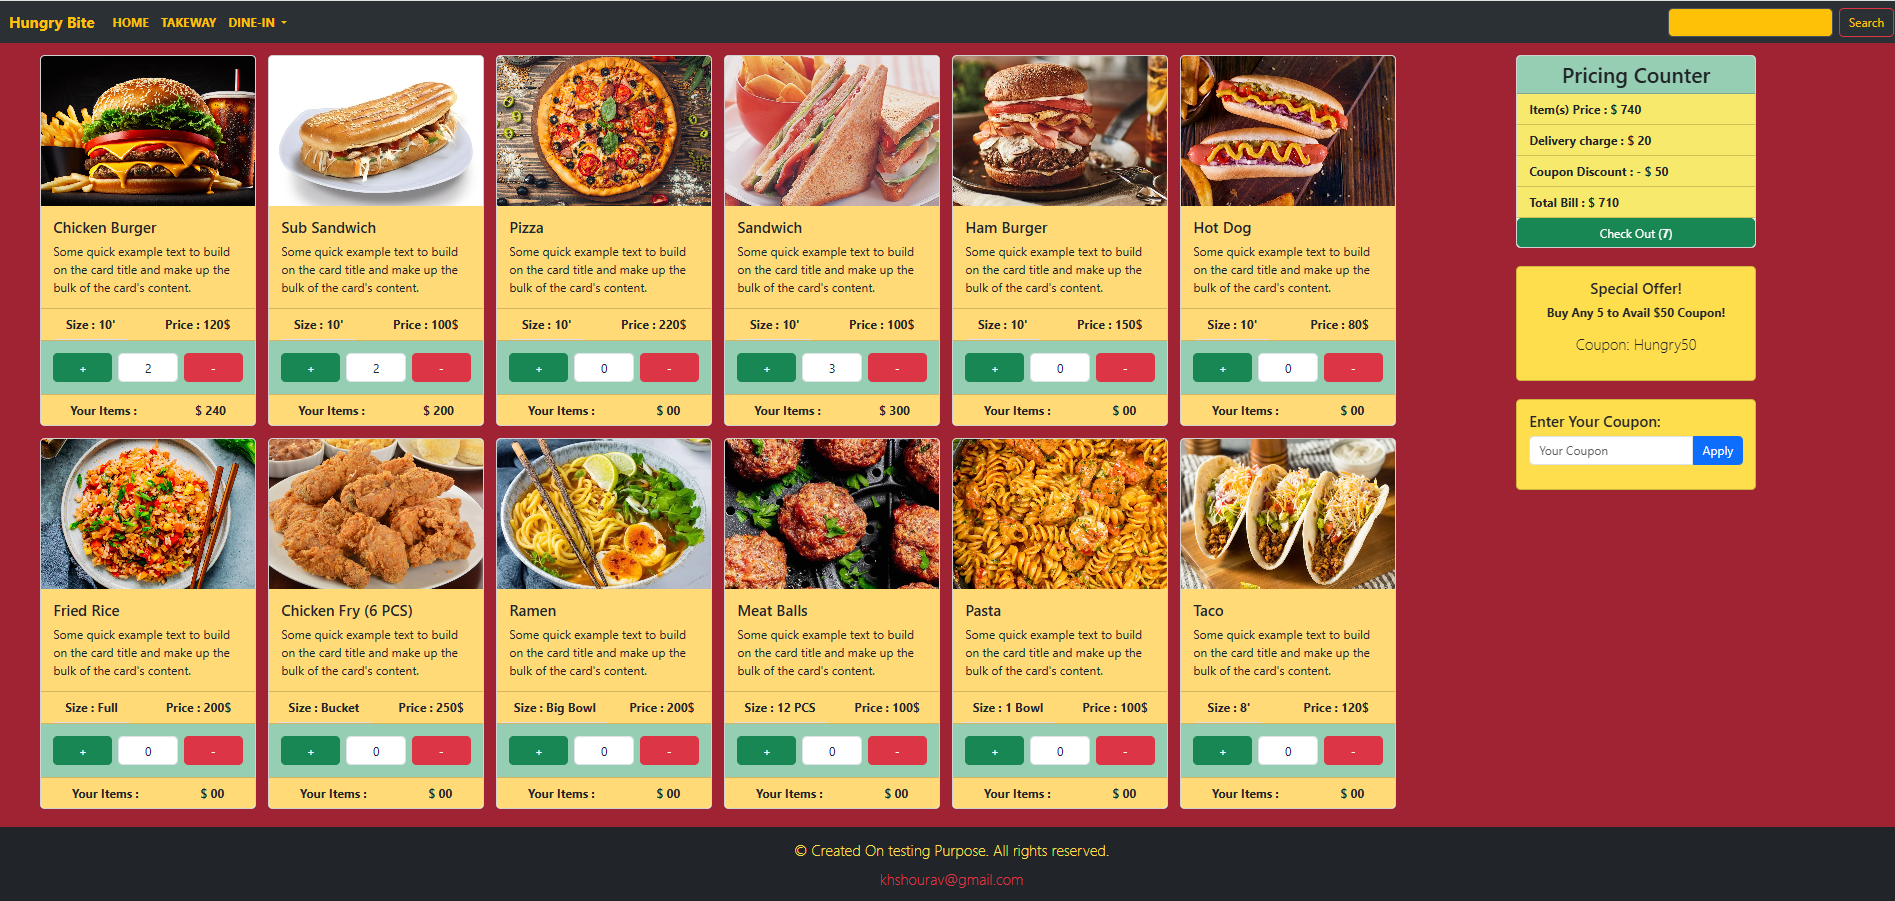 Hungry Bite HOME TAKEWAY DINE-IN Search
Chicken Burger
Some quick example text to build
on the card title and make up the
bulk of the card's content.
Size : 10' Price : 120$
+ 2 -
Your Items : $ 240
Sub Sandwich
Some quick example text to build
on the card title and make up the
bulk of the card's content.
Size : 10' Price : 100$
+ 2 -
Your Items : $ 200
Pizza
Some quick example text to build
on the card title and make up the
bulk of the card's content.
Size : 10' Price : 220$
+ 0 -
Your Items : $ 00
Sandwich
Some quick example text to build
on the card title and make up the
bulk of the card's content.
Size : 10' Price : 100$
+ 3 -
Your Items : $ 300
Ham Burger
Some quick example text to build
on the card title and make up the
bulk of the card's content.
Size : 10' Price : 150$
+ 0 -
Your Items : $ 00
Hot Dog
Some quick example text to build
on the card title and make up the
bulk of the card's content.
Size : 10' Price : 80$
+ 0 -
Your Items : $ 00
Fried Rice
Some quick example text to build
on the card title and make up the
bulk of the card's content.
Size : Full Price : 200$
+ 0 -
Your Items : $ 00
Chicken Fry (6 PCS)
Some quick example text to build
on the card title and make up the
bulk of the card's content.
Size : Bucket Price : 250$
+ 0 -
Your Items : $ 00
Ramen
Some quick example text to build
on the card title and make up the
bulk of the card's content.
Size : Big Bowl Price : 200$
+ 0 -
Your Items : $ 00
Meat Balls
Some quick example text to build
on the card title and make up the
bulk of the card's content.
Size : 12 PCS Price : 100$
+ 0 -
Your Items : $ 00
Pasta
Some quick example text to build
on the card title and make up the
bulk of the card's content.
Size : 1 Bowl Price : 100$
+ 0 -
Your Items : $ 00
Taco
Some quick example text to build
on the card title and make up the
bulk of the card's content.
Size : 8' Price : 120$
+ 0 -
Your Items : $ 00
Pricing Counter
Item(s) Price : $ 740
Delivery charge : $ 20
Coupon Discount : - $ 50
Total Bill : $ 710
Check Out (7)
Special Offer!
Buy Any 5 to Avail $50 Coupon!
Coupon: Hungry50
Enter Your Coupon:
Your Coupon Apply
© Created On testing Purpose. All rights reserved.
khshourav@gmail.com